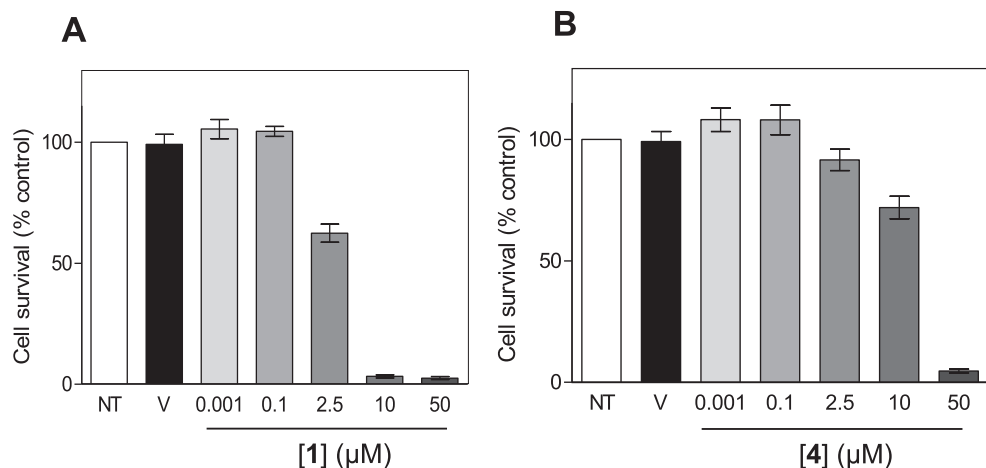 A
Cell survival (% control)
100
50
0
NT V 0.001 0.1 2.5 10 50
[1] (μM)
B
Cell survival (% control)
100
50
0
NT V 0.001 0.1 2.5 10 50
[4] (μM)